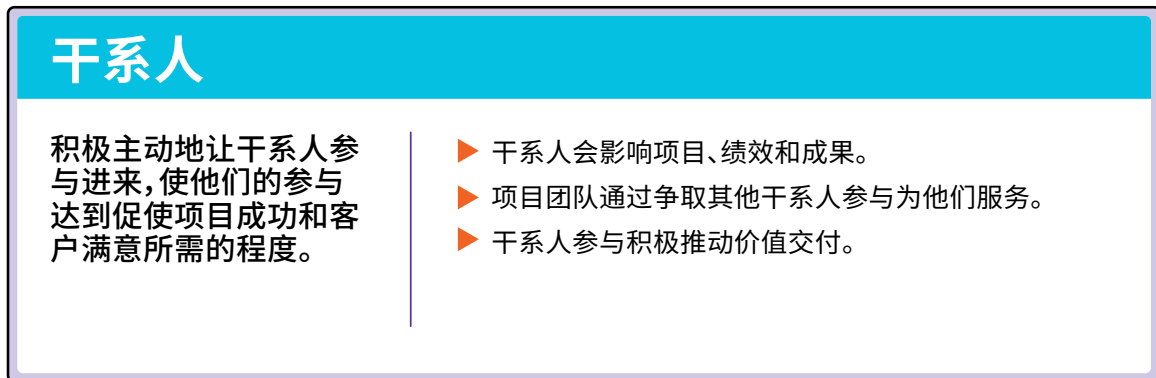 干系人
积极主动地让干系人参
与进来，使他们的参与
达到促使项目成功和客
户满意所需的程度。
干系人会影响项目、绩效和成果。
项目团队通过争取其他干系人参与为他们服务。
干系人参与积极推动价值交付。